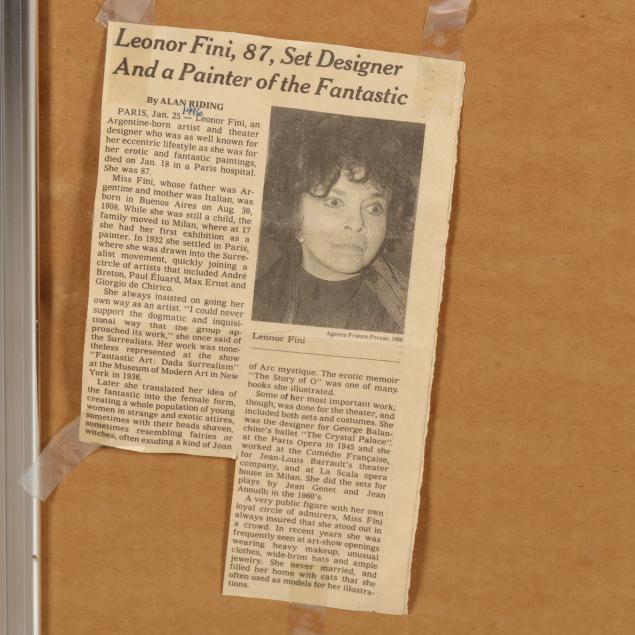 Leonor Fini, 87, Set Designer
And a Painter of the Fantastic
By ALAN RIDING
1996
PARIS, Jan. 25 — Leonor Fini, an
Argentine-born artist and theater
designer who was as well known for
her eccentric lifestyle as she was for
her erotic and fantastic paintings,
died on Jan. 18 in a Paris hospital.
She was 87.
Miss Fini, whose father was Ar-
gentine and mother was Italian, was
born in Buenos Aires on Aug. 30,
1908. While she was still a child, the
family moved to Milan, where at 17
she had her first exhibition as a
painter. In 1932 she settled in Paris,
where she was drawn into the Surre-
alist movement, quickly joining a
circle of artists that included André
Breton, Paul Éluard, Max Ernst and
Giorgio de Chirico.
She always insisted on going her
own way as an artist. "I could never
support the dogmatic and inquisi-
tional way that the group ap-
proached its work," she once said of
the Surrealists. Her work was none-
theless represented at the show
"Fantastic Art: Dada Surrealism"
at the Museum of Modern Art in New
York in 1936.
Later she translated her idea of
the fantastic into the female form,
creating a whole population of young
women in strange and exotic attires,
sometimes with their heads shaven,
sometimes resembling fairies or
witches, often exuding a kind of Joan
Agence France-Presse, 1986
Leonor Fini
of Arc mystique. The erotic memoir
"The Story of O" was one of many
books she illustrated.
Some of her most important work,
though, was done for the theater, and
included both sets and costumes. She
was the designer for George Balan-
chine's ballet "The Crystal Palace"
at the Paris Opera in 1945 and she
worked at the Comédie Française,
for Jean-Louis Barrault's theater
company, and at La Scala opera
house in Milan. She did the sets for
plays by Jean Genet and Jean
Anouilh in the 1960's.
A very public figure with her own
loyal circle of admirers, Miss Fini
always insured that she stood out in
a crowd. In recent years she was
frequently seen at art-show openings
wearing heavy makeup, unusual
clothes, wide-brim hats and ample
jewelry. She never married, and
filled her home with cats that she
often used as models for her illustra-
tions.